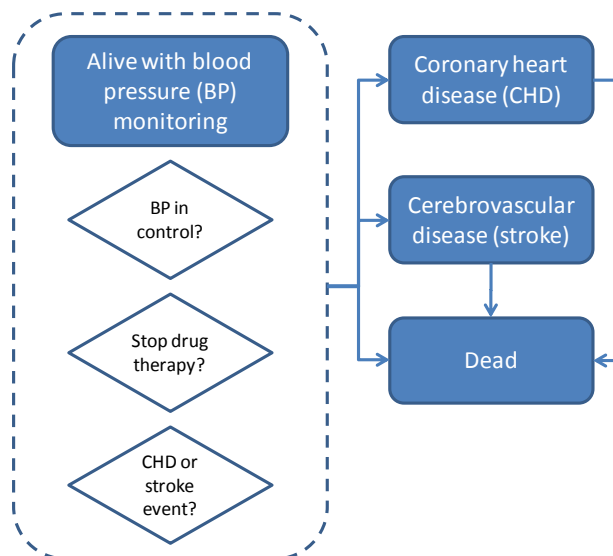 Alive with blood
pressure (BP)
monitoring
BP in
control?
Stop drug
therapy?
CHD or
stroke
event?
Coronary heart
disease (CHD)
Cerebrovascular
disease (stroke)
Dead